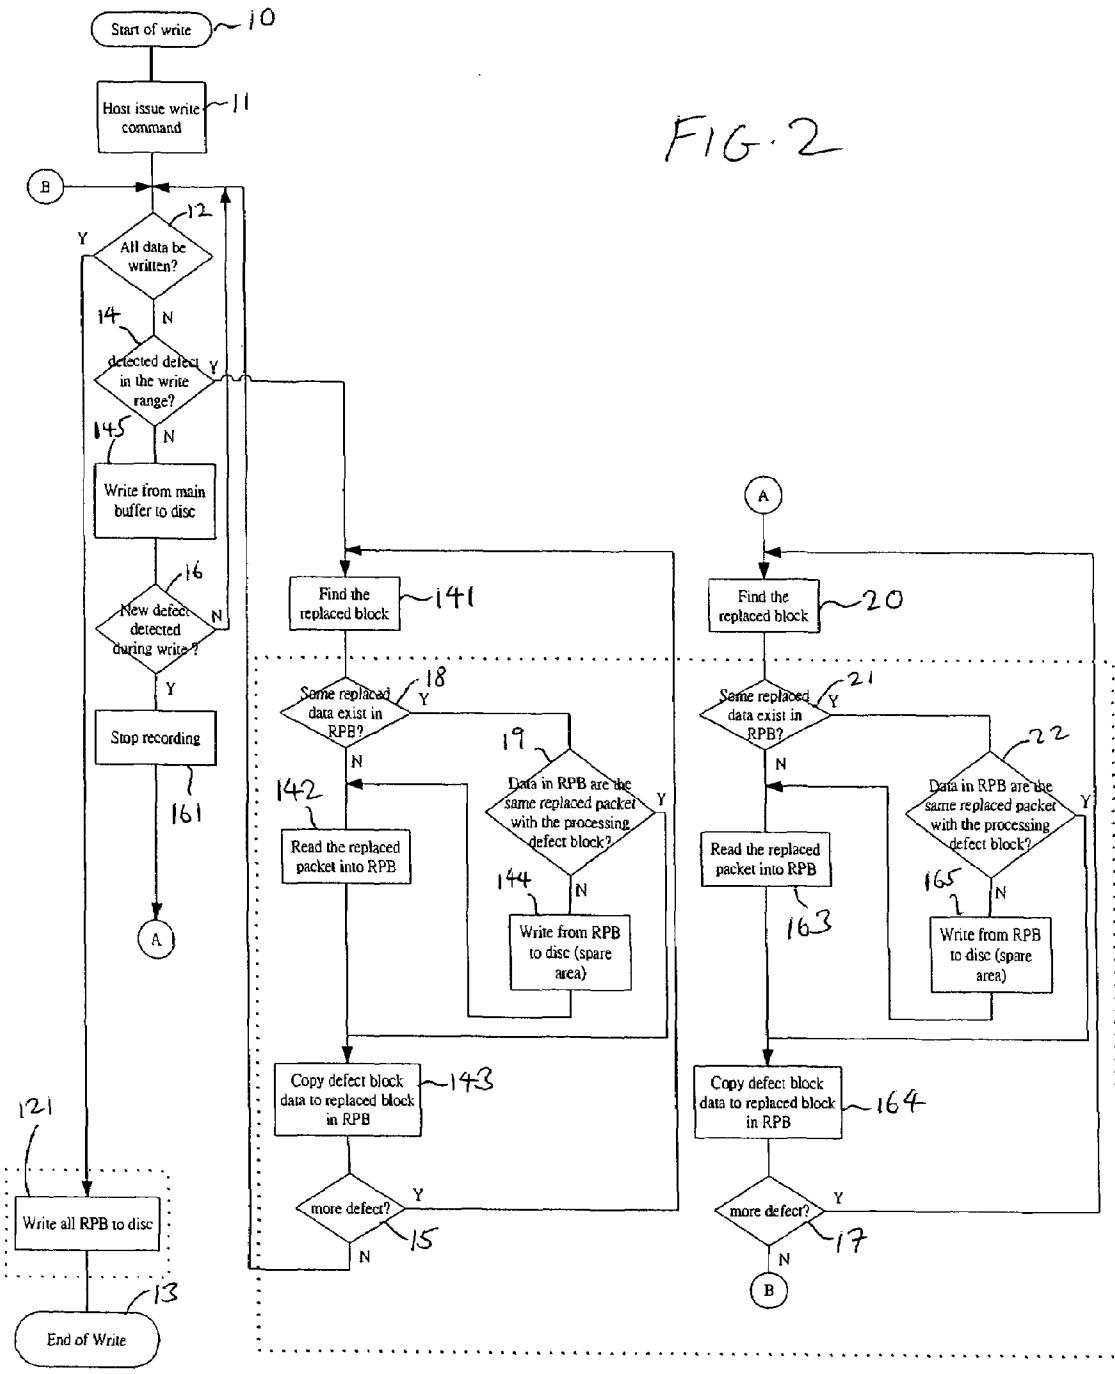 Start of write
10
Host issue write
command
11
FIG. 2
B
12
Y
All data be
written?
N
14
detected defect
in the write
range?
Y
N
145
Write from main
buffer to disc
16
New defect
detected
during write ?
N
Y
Stop recording
161
A
121
Write all RPB to disc
13
End of Write
Find the
replaced block
141
18
Some replaced
data exist in
RPB?
Y
N
19
Data in RPB are the
same replaced packet
with the processing
defect block?
Y
N
142
Read the replaced
packet into RPB
144
Write from RPB
to disc (spare
area)
Copy defect block
data to replaced block
in RPB
143
more defect?
Y
15
N
A
Find the
replaced block
20
21
Some replaced
data exist in
RPB?
Y
N
22
Data in RPB are the
same replaced packet
with the processing
defect block?
Y
N
Read the replaced
packet into RPB
163
165
Write from RPB
to disc (spare
area)
Copy defect block
data to replaced block
in RPB
164
more defect?
Y
17
N
B